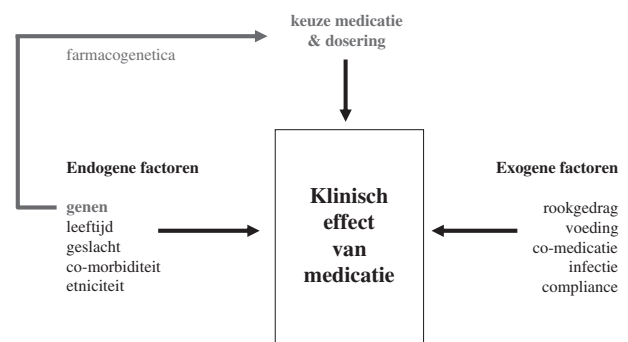 keuze medicatie
& dosering
farmacogenetica
Endogene factoren
genen
leeftijd
geslacht
co-morbiditeit
etniciteit
Klinisch
effect
van
medicatie
Exogene factoren
rookgedrag
voeding
co-medicatie
infectie
compliance